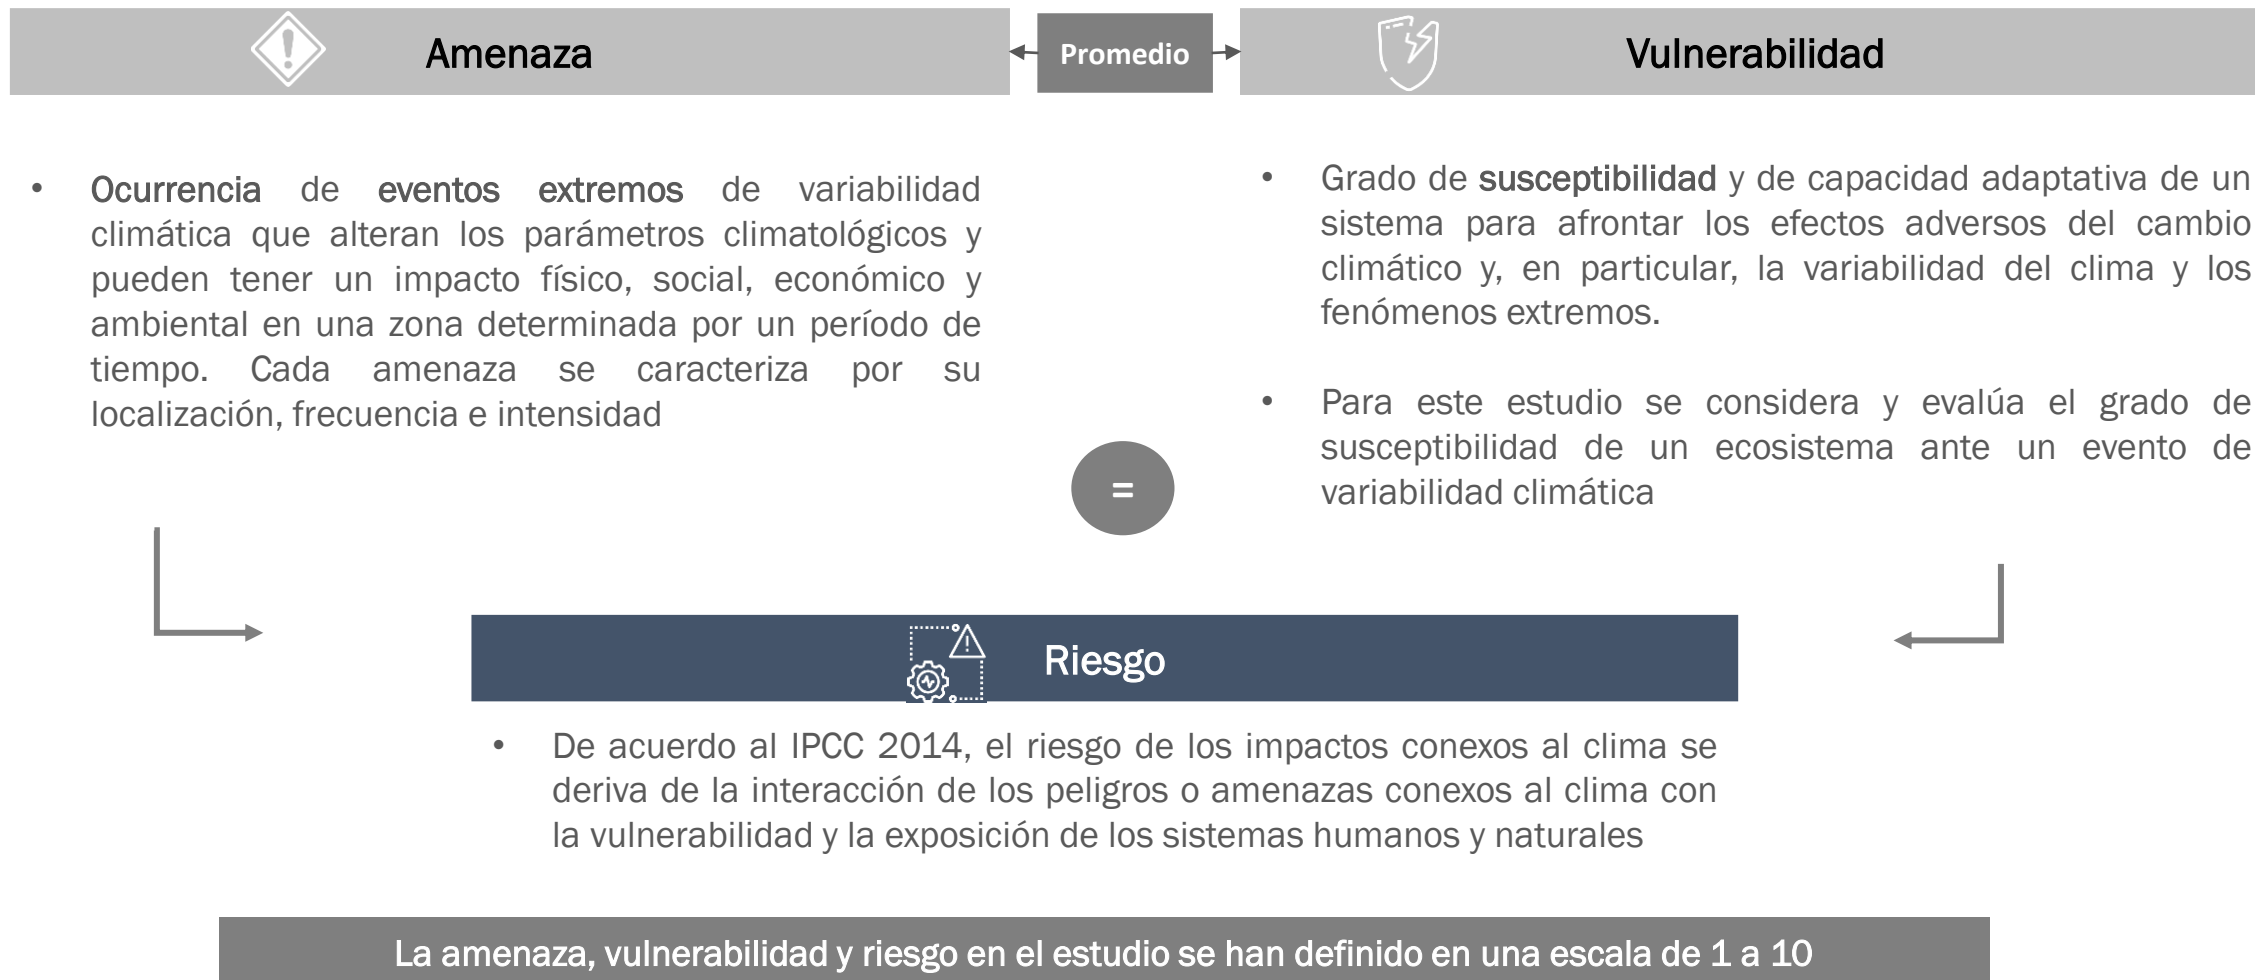 Amenaza
Promedio
Vulnerabilidad
• Ocurrencia de eventos extremos de variabilidad
climática que alteran los parámetros climatológicos y
pueden tener un impacto físico, social, económico y
ambiental en una zona determinada por un período de
tiempo. Cada amenaza se caracteriza por su
localización, frecuencia e intensidad
• Grado de susceptibilidad y de capacidad adaptativa de un
sistema para afrontar los efectos adversos del cambio
climático y, en particular, la variabilidad del clima y los
fenómenos extremos.
• Para este estudio se considera y evalúa el grado de
susceptibilidad de un ecosistema ante un evento de
variabilidad climática
=
Riesgo
• De acuerdo al IPCC 2014, el riesgo de los impactos conexos al clima se
deriva de la interacción de los peligros o amenazas conexos al clima con
la vulnerabilidad y la exposición de los sistemas humanos y naturales
La amenaza, vulnerabilidad y riesgo en el estudio se han definido en una escala de 1 a 10